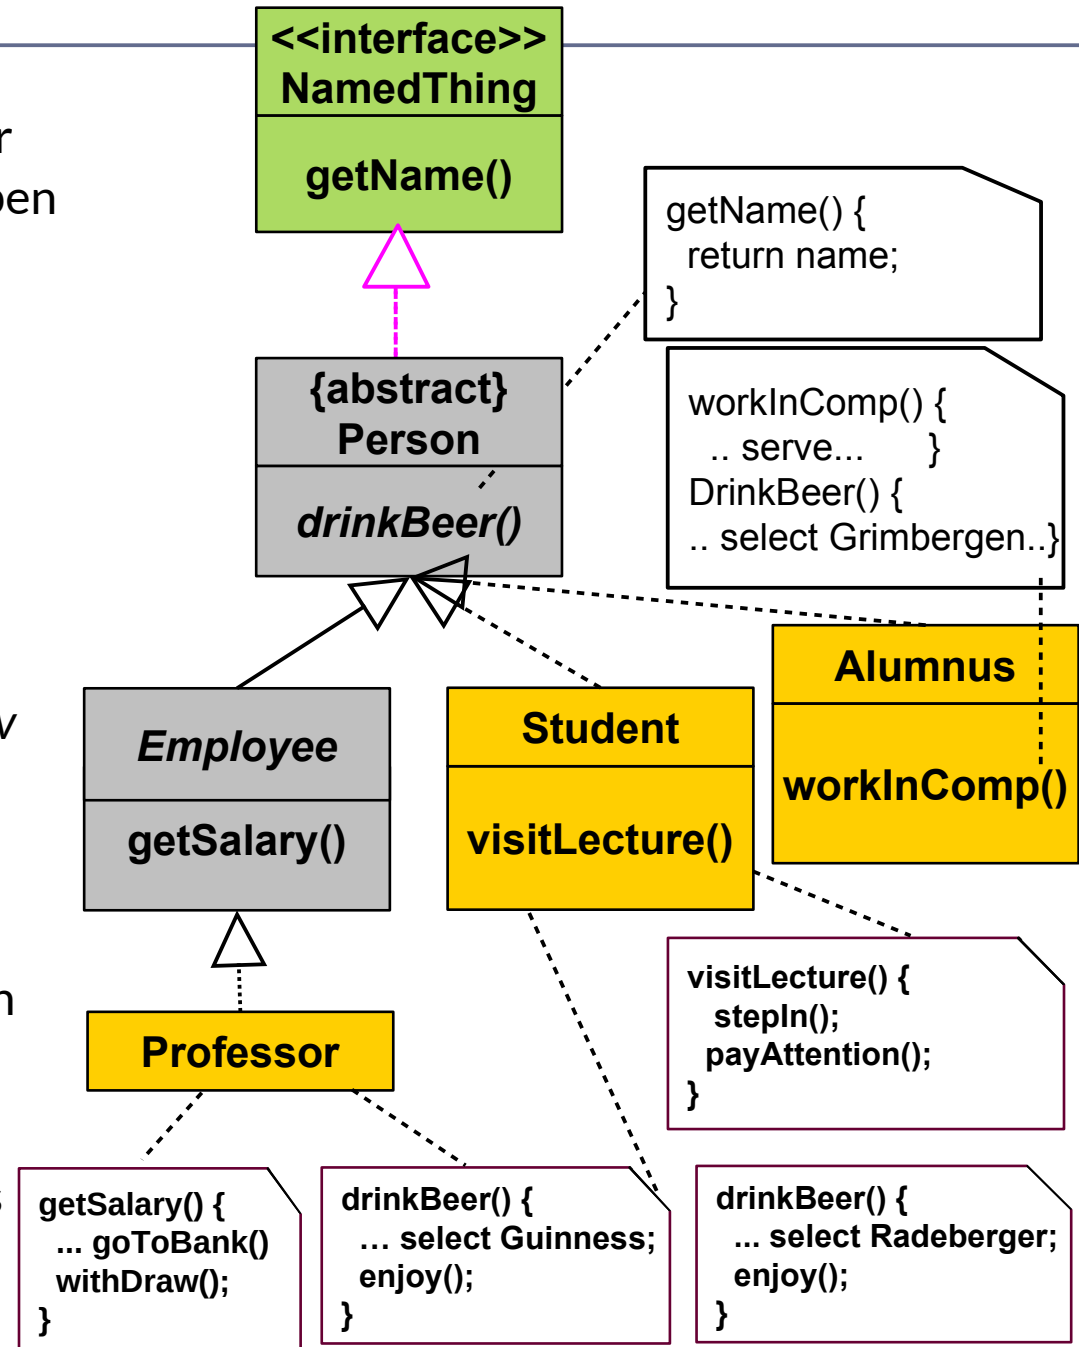 <<interface>>
NamedThing
getName()
r
pen
getName() {
return name;
}
{abstract}
Person
drinkBeer()
workInComp() {
.. serve... }
DrinkBeer() {
.. select Grimbergen..}
Employee
getSalary()
Student
visitLecture()
Alumnus
workInComp()
n
Professor
visitLecture() {
stepIn();
payAttention();
}
s
getSalary() {
... goToBank()
withDraw();
}
drinkBeer() {
... select Guinness;
enjoy();
}
drinkBeer() {
... select Radeberger;
enjoy();
}